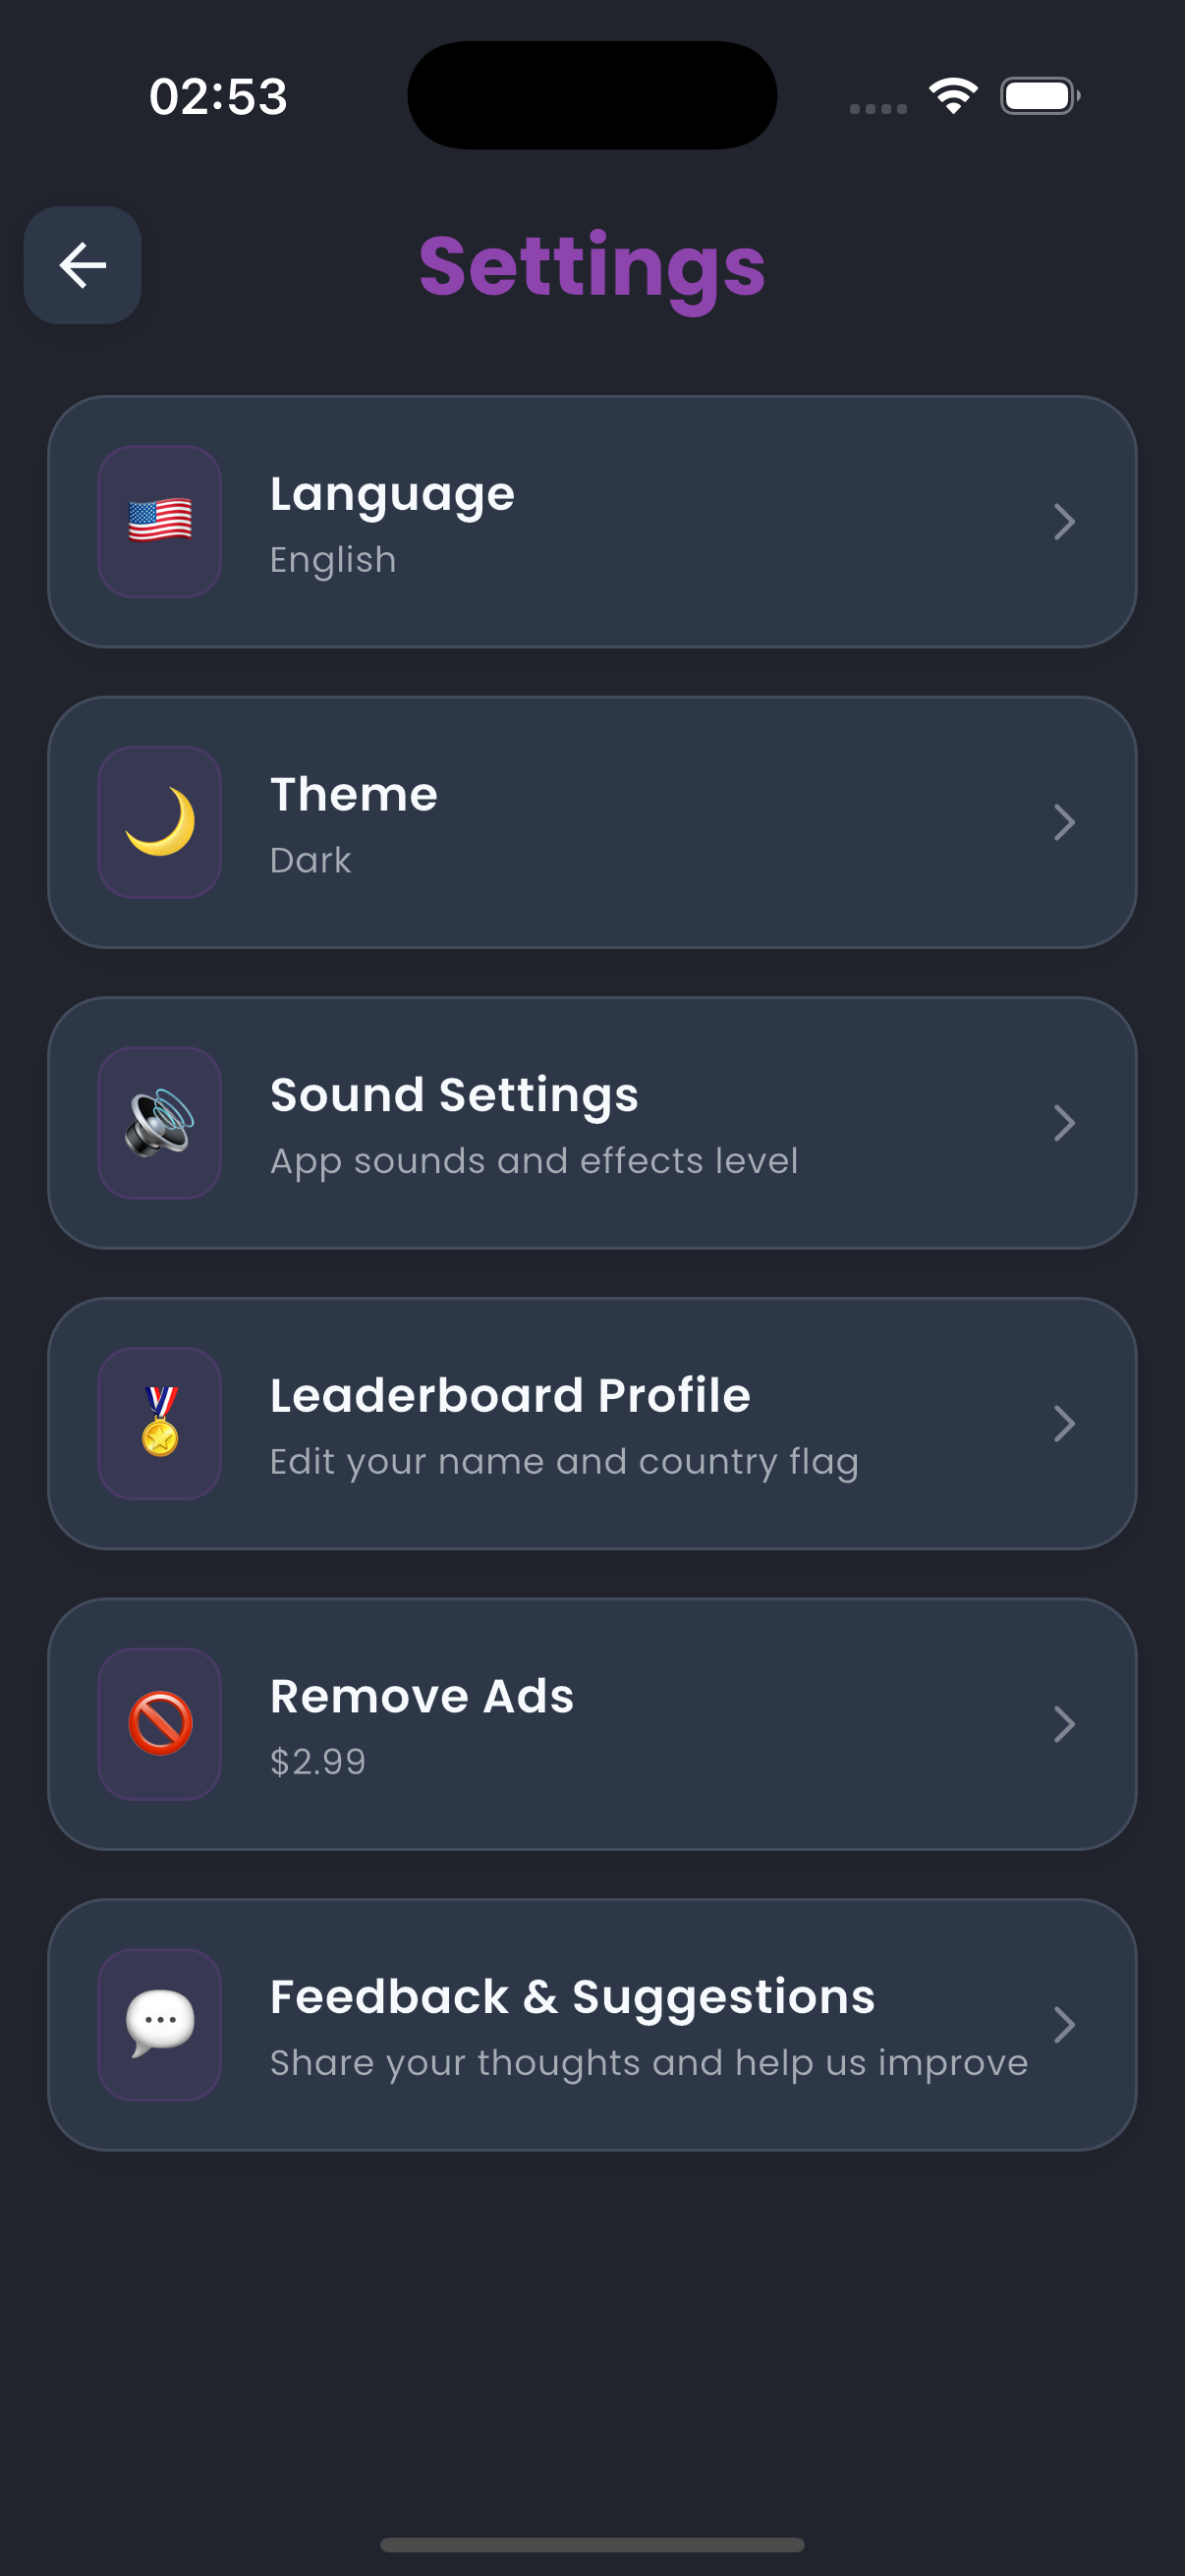 02:53
Settings
Language
English
Theme
Dark
Sound Settings
App sounds and effects level
Leaderboard Profile
Edit your name and country flag
Remove Ads
$2.99
Feedback & Suggestions
Share your thoughts and help us improve